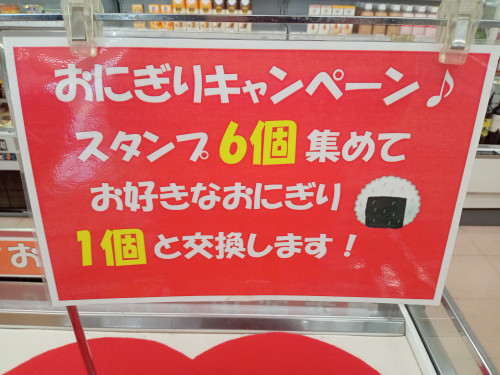 おにぎりキャンペーン♪
スタンプ6個集めて
お好きなおにぎり
1個と交換します!
お